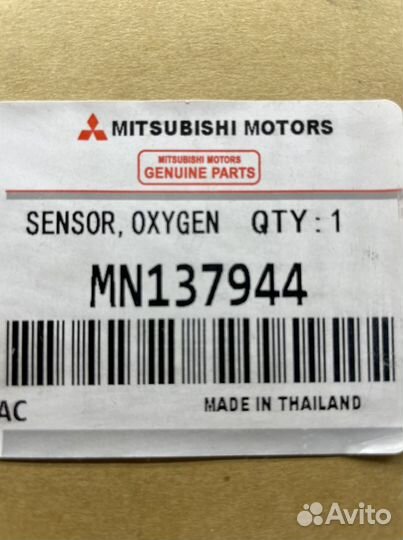 MITSUBISHI MOTORS
MITSUBISHI MOTORS
GENUINE PARTS
SENSOR, OXYGEN QTY: 1
MN137944
AC MADE IN THAILAND
Avito